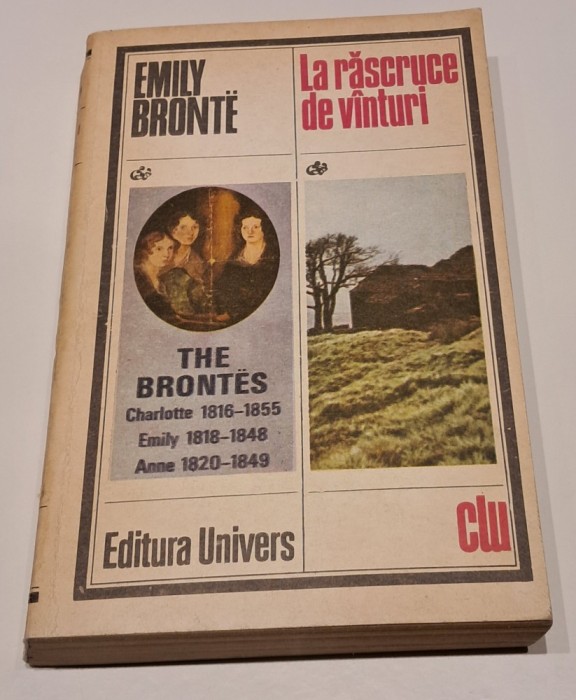 EMILY
BRONTË
La răscruce
de vînturi
THE
BRONTËS
Charlotte 1816-1855
Emily 1818-1848
Anne 1820-1849
Editura Univers
clu